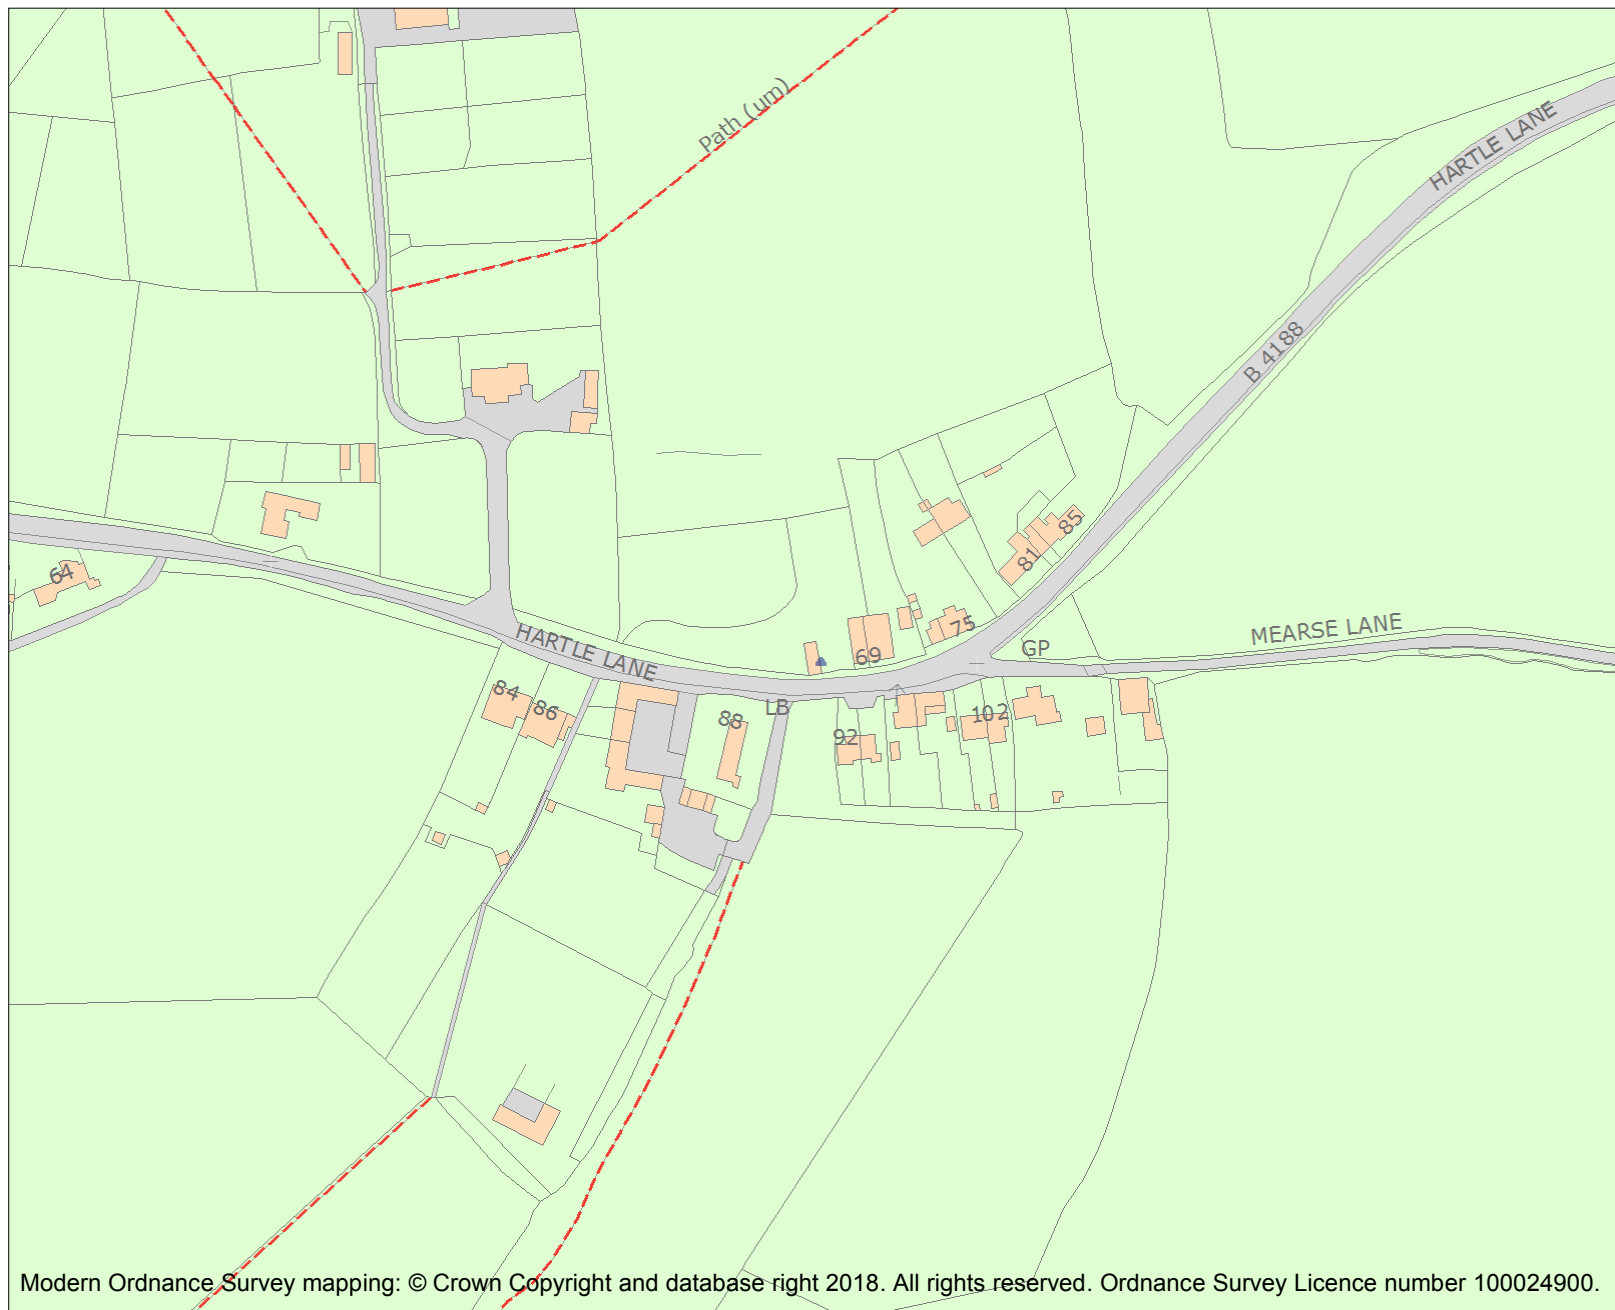 Path (um)
HARTLE LANE
B 4188
85
81
64
75
MEARSE LANE
HARTLE LANE
GP
69
84
86
88
LB
102
92
Modern Ordnance Survey mapping: © Crown Copyright and database right 2018. All rights reserved. Ordnance Survey Licence number 100024900.